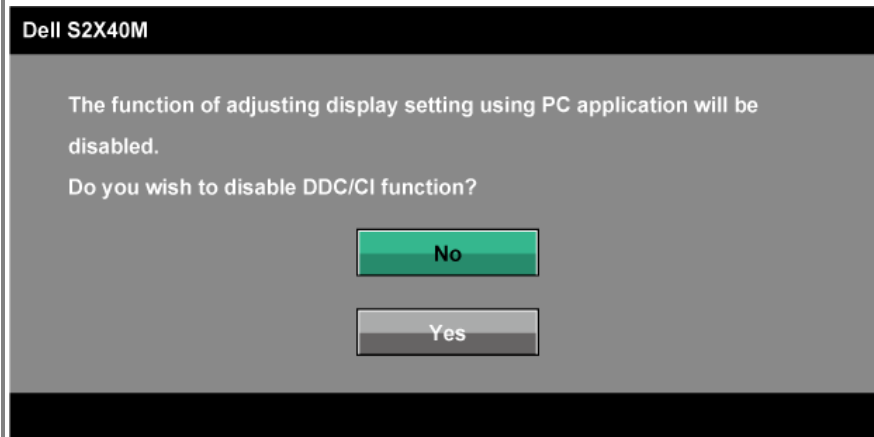 Dell S2X40M
The function of adjusting display setting using PC application will be
disabled.
Do you wish to disable DDC/CI function?
No
Yes